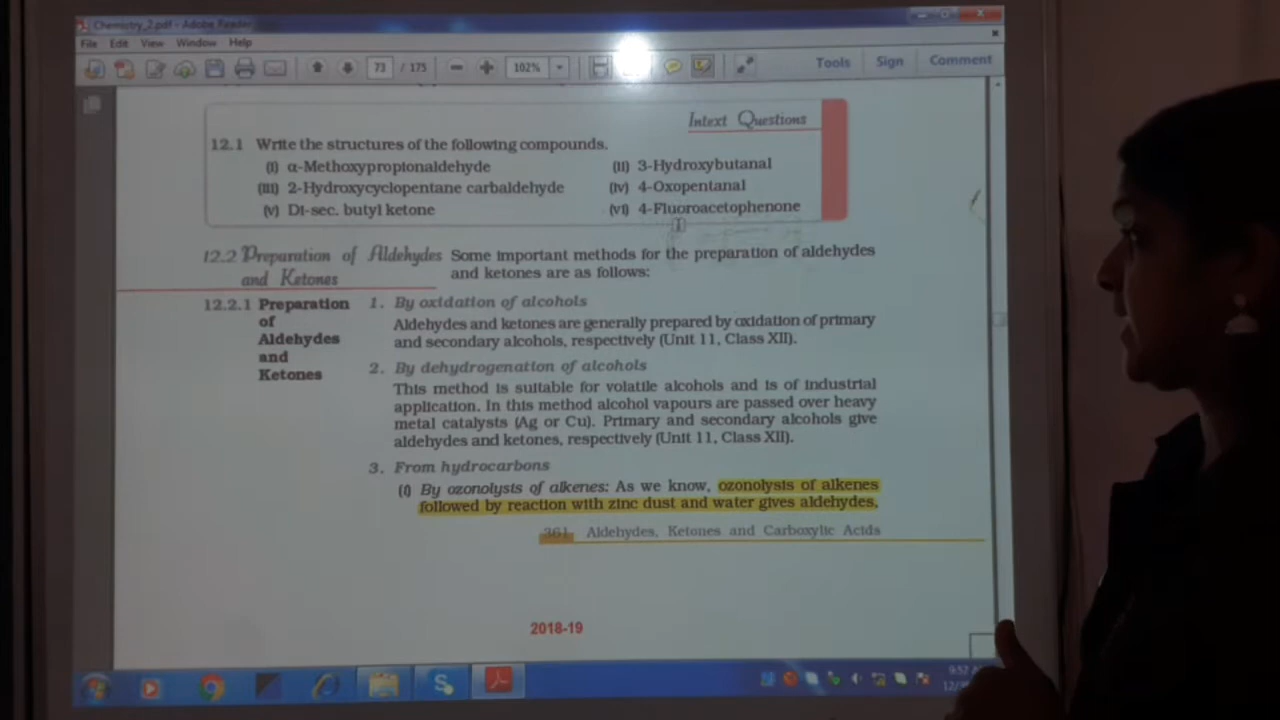 Chemistry_2.pdf - Adobe Reader
File Edit View Window Help
73 / 175 102% Tools Sign Comment
Intext Questions
12.1 Write the structures of the following compounds.
(i) α-Methoxypropionaldehyde (ii) 3-Hydroxybutanal
(iii) 2-Hydroxycyclopentane carbaldehyde (iv) 4-Oxopentanal
(v) Di-sec. butyl ketone (vi) 4-Fluoroacetophenone
12.2 Preparation of Aldehydes and Ketones
Some important methods for the preparation of aldehydes
and ketones are as follows:
12.2.1 Preparation
of
Aldehydes
and
Ketones
1. By oxidation of alcohols
Aldehydes and ketones are generally prepared by oxidation of primary
and secondary alcohols, respectively (Unit 11, Class XII).
2. By dehydrogenation of alcohols
This method is suitable for volatile alcohols and is of industrial
application. In this method alcohol vapours are passed over heavy
metal catalysts (Ag or Cu). Primary and secondary alcohols give
aldehydes and ketones, respectively (Unit 11, Class XII).
3. From hydrocarbons
(i) By ozonolysis of alkenes: As we know, ozonolysis of alkenes
followed by reaction with zinc dust and water gives aldehydes,
361 Aldehydes, Ketones and Carboxylic Acids
2018-19
9:52